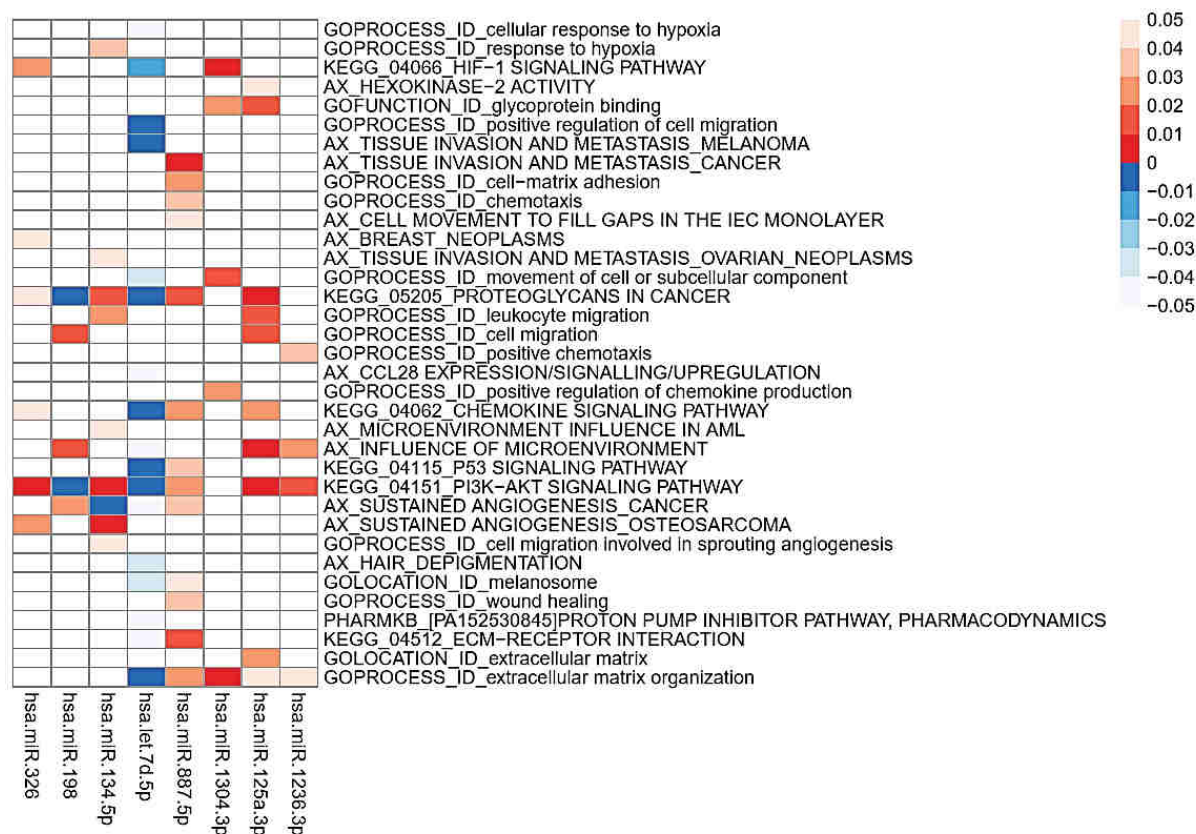 GOPROCESS_ID_cellular response to hypoxia
GOPROCESS_ID_response to hypoxia
KEGG_04066_HIF−1 SIGNALING PATHWAY
AX_HEXOKINASE−2 ACTIVITY
GOFUNCTION_ID_glycoprotein binding
GOPROCESS_ID_positive regulation of cell migration
AX_TISSUE INVASION AND METASTASIS_MELANOMA
AX_TISSUE INVASION AND METASTASIS_CANCER
GOPROCESS_ID_cell−matrix adhesion
GOPROCESS_ID_chemotaxis
AX_CELL MOVEMENT TO FILL GAPS IN THE IEC MONOLAYER
AX_BREAST_NEOPLASMS
AX_TISSUE INVASION AND METASTASIS_OVARIAN_NEOPLASMS
GOPROCESS_ID_movement of cell or subcellular component
KEGG_05205_PROTEOGLYCANS IN CANCER
GOPROCESS_ID_leukocyte migration
GOPROCESS_ID_cell migration
GOPROCESS_ID_positive chemotaxis
AX_CCL28 EXPRESSION/SIGNALLING/UPREGULATION
GOPROCESS_ID_positive regulation of chemokine production
KEGG_04062_CHEMOKINE SIGNALING PATHWAY
AX_MICROENVIRONMENT INFLUENCE IN AML
AX_INFLUENCE OF MICROENVIRONMENT
KEGG_04115_P53 SIGNALING PATHWAY
KEGG_04151_PI3K−AKT SIGNALING PATHWAY
AX_SUSTAINED ANGIOGENESIS_CANCER
AX_SUSTAINED ANGIOGENESIS_OSTEOSARCOMA
GOPROCESS_ID_cell migration involved in sprouting angiogenesis
AX_HAIR_DEPIGMENTATION
GOLOCATION_ID_melanosome
GOPROCESS_ID_wound healing
PHARMKB_[PA152530845]PROTON PUMP INHIBITOR PATHWAY, PHARMACODYNAMICS
KEGG_04512_ECM−RECEPTOR INTERACTION
GOLOCATION_ID_extracellular matrix
GOPROCESS_ID_extracellular matrix organization
hsa.miR.326
hsa.miR.198
hsa.miR.134.5p
hsa.let.7d.5p
hsa.miR.887.5p
hsa.miR.1304.3p
hsa.miR.125a.3p
hsa.miR.1236.3p
0.05
0.04
0.03
0.02
0.01
0
−0.01
−0.02
−0.03
−0.04
−0.05